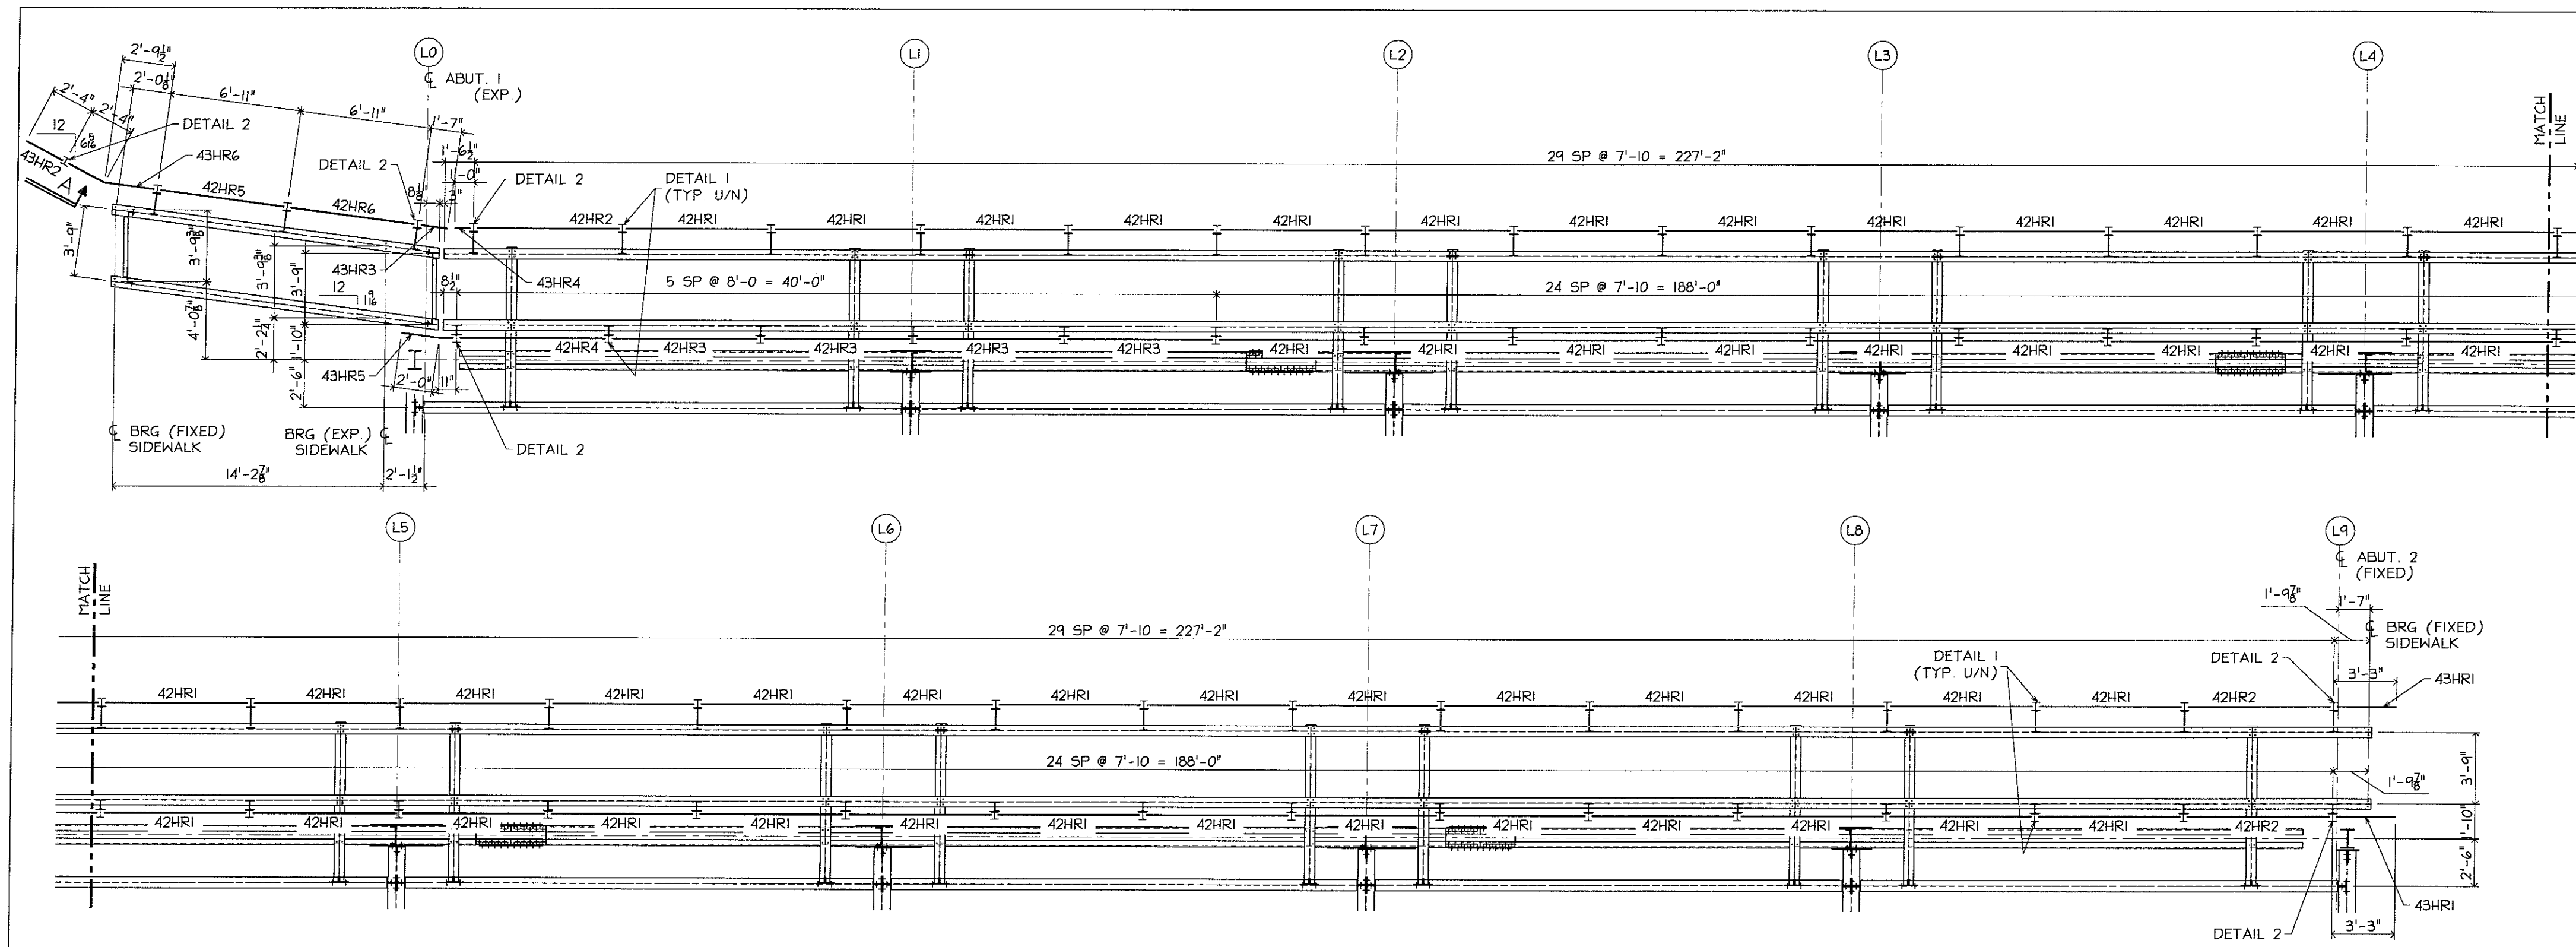 L0
L1
L2
L3
L4
℄ ABUT. 1
(EXP.)
2'-9½"
2'-0⅛"
6'-11"
6'-11"
1'-7"
2'-4"
2'-4"
12
6 5/16
DETAIL 2
43HR2
A
43HR6
42HR5
42HR6
DETAIL 2
1'-6½"
1'-0"
8⅛"
3"
DETAIL 2
DETAIL 1
(TYP. U/N)
29 SP @ 7'-10 = 227'-2"
MATCH
LINE
42HR2
42HR1
42HR1
42HR1
42HR1
42HR1
42HR1
42HR1
42HR1
42HR1
42HR1
42HR1
42HR1
42HR1
3'-9"
3'-9⅜"
3'-9⅜"
3'-9"
43HR3
43HR4
12
1 9/16
8½"
5 SP @ 8'-0 = 40'-0"
24 SP @ 7'-10 = 188'-0"
4'-0⅞"
2'-2¼"
1'-10"
2'-6"
43HR5
2'-0"
11"
42HR4
42HR3
42HR3
42HR3
42HR3
42HR1
42HR1
42HR1
42HR1
42HR1
42HR1
42HR1
42HR1
42HR1
DETAIL 2
℄ BRG (FIXED)
SIDEWALK
BRG (EXP.) ℄
SIDEWALK
14'-2⅞"
2'-1½"
L5
L6
L7
L8
L9
℄ ABUT. 2
(FIXED)
MATCH
LINE
1'-9⅞"
1'-7"
29 SP @ 7'-10 = 227'-2"
℄ BRG (FIXED)
SIDEWALK
DETAIL 1
(TYP. U/N)
DETAIL 2
3'-3"
43HR1
42HR1
42HR1
42HR1
42HR1
42HR1
42HR1
42HR1
42HR1
42HR1
42HR1
42HR1
42HR1
42HR1
42HR1
42HR2
24 SP @ 7'-10 = 188'-0"
3'-9"
1'-9⅞"
42HR1
42HR1
42HR1
42HR1
42HR1
42HR1
42HR1
42HR1
42HR1
42HR1
42HR1
42HR1
42HR1
42HR1
42HR2
1'-10"
2'-6"
43HR1
DETAIL 2
3'-3"